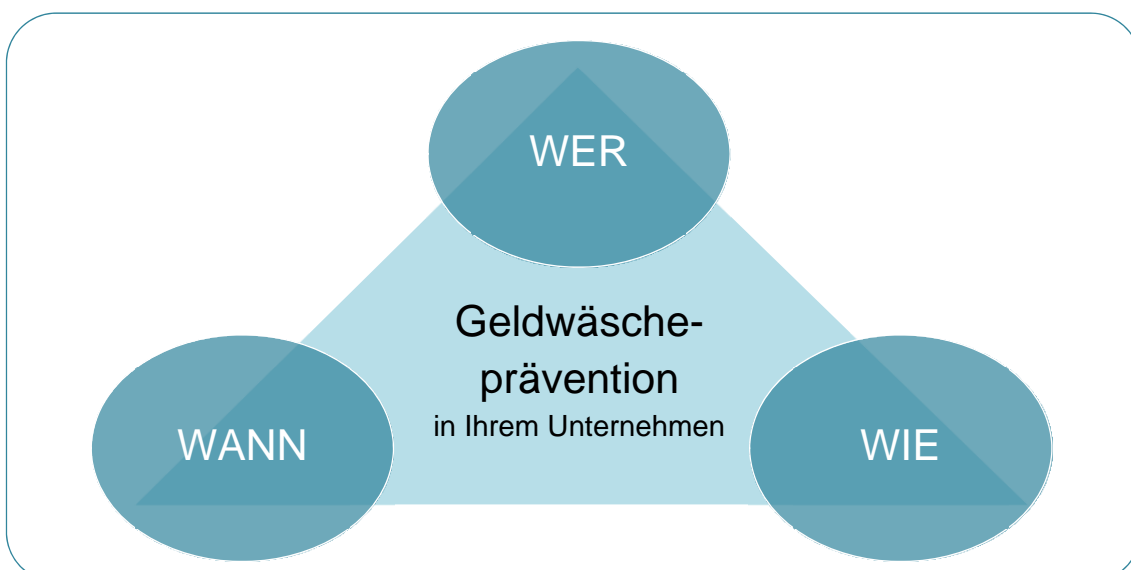 WER
Geldwäsche-
prävention
in Ihrem Unternehmen
WANN
WIE